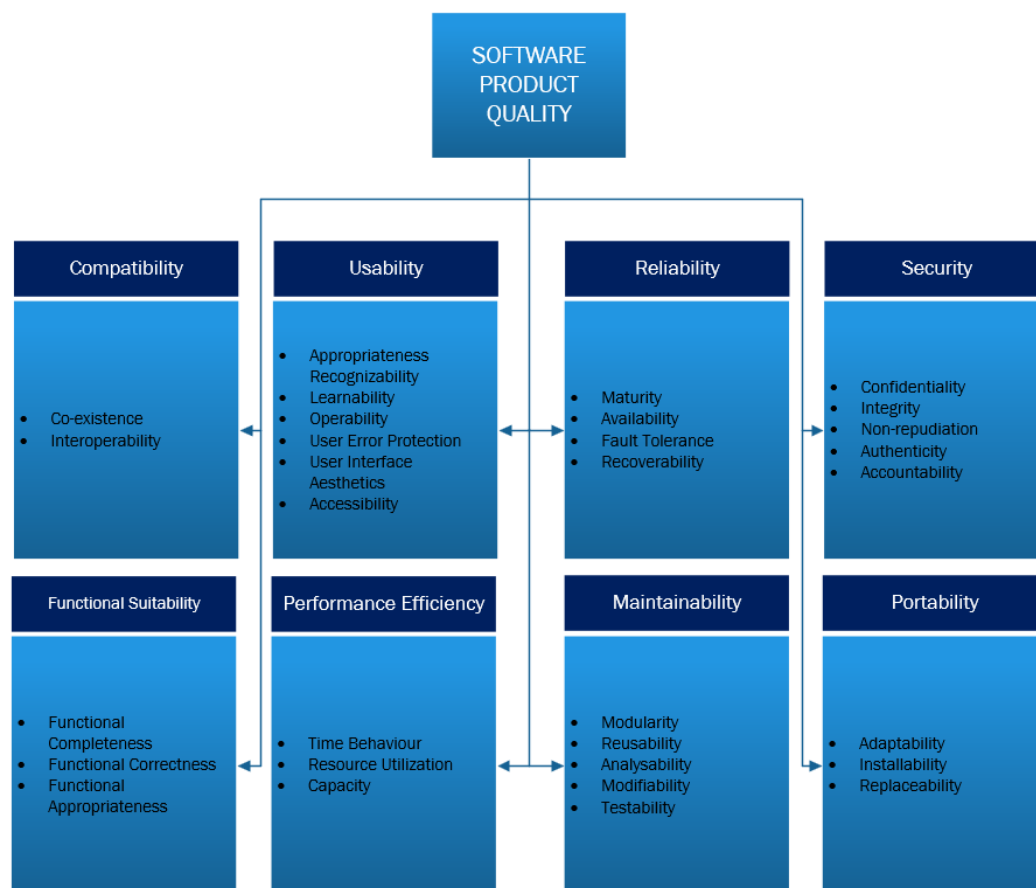 SOFTWARE
PRODUCT
QUALITY
Compatibility
• Co-existence
• Interoperability
Usability
• Appropriateness
Recognizability
• Learnability
• Operability
• User Error Protection
• User Interface
Aesthetics
• Accessibility
Reliability
• Maturity
• Availability
• Fault Tolerance
• Recoverability
Security
• Confidentiality
• Integrity
• Non-repudiation
• Authenticity
• Accountability
Functional Suitability
• Functional
Completeness
• Functional Correctness
• Functional
Appropriateness
Performance Efficiency
• Time Behaviour
• Resource Utilization
• Capacity
Maintainability
• Modularity
• Reusability
• Analysability
• Modifiability
• Testability
Portability
• Adaptability
• Installability
• Replaceability